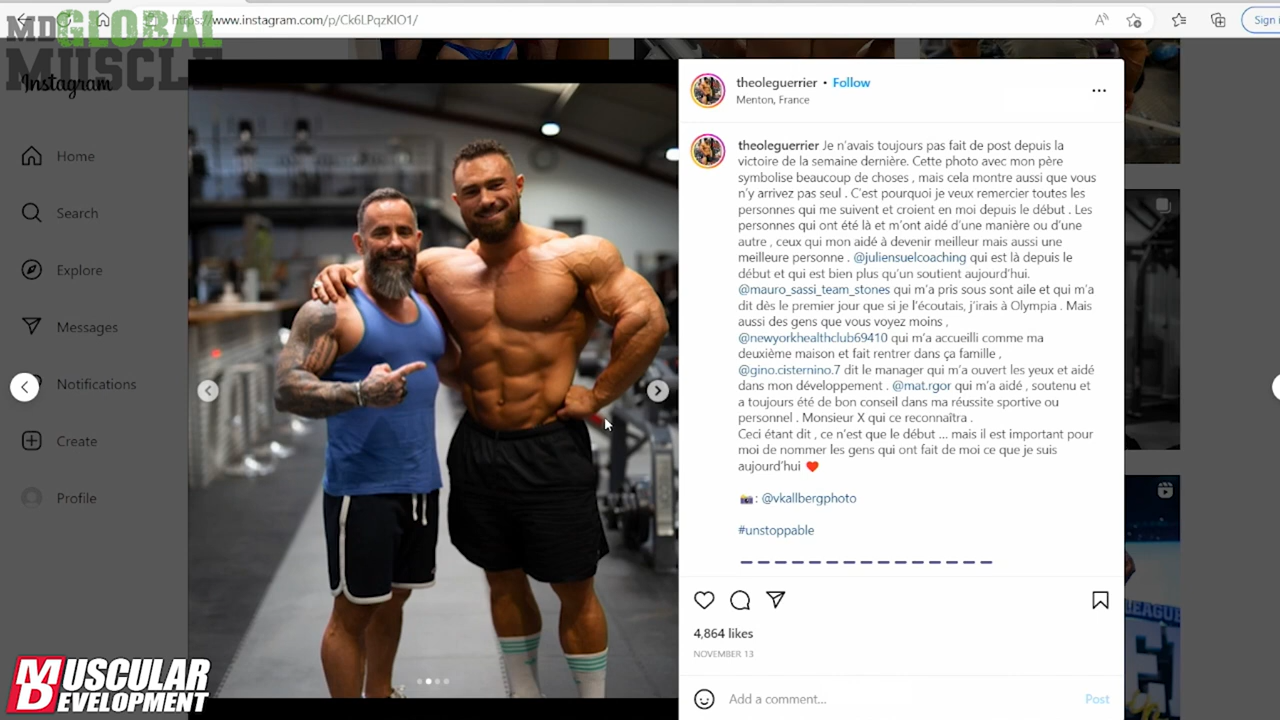 https://www.instagram.com/p/Ck6LPqzKIO1/
Sign i
MD GLOBAL
MUSCLE
Instagram
Home
Search
Explore
Messages
Notifications
Create
Profile
theoleguerrier • Follow
Menton, France
theoleguerrier Je n'avais toujours pas fait de post depuis la
victoire de la semaine dernière. Cette photo avec mon père
symbolise beaucoup de choses , mais cela montre aussi que vous
n'y arrivez pas seul . C'est pourquoi je veux remercier toutes les
personnes qui me suivent et croient en moi depuis le début . Les
personnes qui ont été là et m'ont aidé d'une manière ou d'une
autre , ceux qui mon aidé à devenir meilleur mais aussi une
meilleure personne . @juliensuelcoaching qui est là depuis le
début et qui est bien plus qu'un soutient aujourd'hui.
@mauro_sassi_team_stones qui m'a pris sous sont aile et qui m'a
dit dès le premier jour que si je l'écoutais, j'irais à Olympia . Mais
aussi des gens que vous voyez moins ,
@newyorkhealthclub69410 qui m'a accueilli comme ma
deuxième maison et fait rentrer dans ça famille ,
@gino.cisternino.7 dit le manager qui m'a ouvert les yeux et aidé
dans mon développement . @mat.rgor qui m'a aidé , soutenu et
a toujours été de bon conseil dans ma réussite sportive ou
personnel . Monsieur X qui ce reconnaîtra .
Ceci étant dit , ce n'est que le début ... mais il est important pour
moi de nommer les gens qui ont fait de moi ce que je suis
aujourd'hui ❤️
📸 : @vkallbergphoto
#unstoppable
4,864 likes
NOVEMBER 13
Add a comment...
Post
LEAGUE
MUSCULAR
DEVELOPMENT